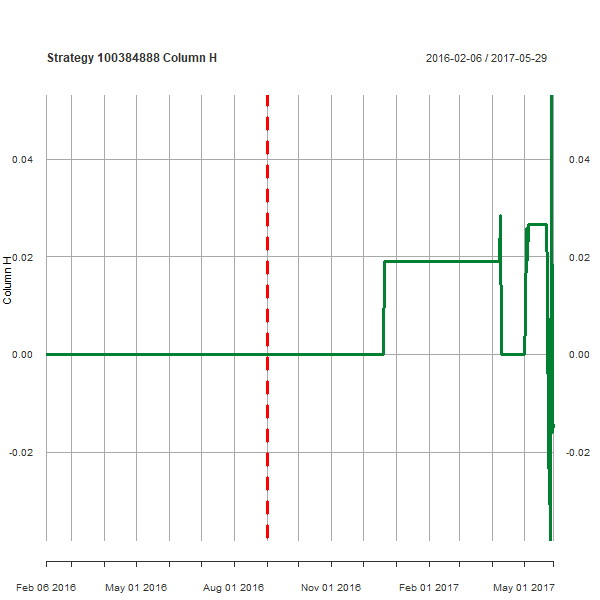 Strategy 100384888 Column H
2016-02-06 / 2017-05-29
0.04
0.04
0.02
0.02
Column H
0.00
0.00
-0.02
-0.02
Feb 06 2016
May 01 2016
Aug 01 2016
Nov 01 2016
Feb 01 2017
May 01 2017